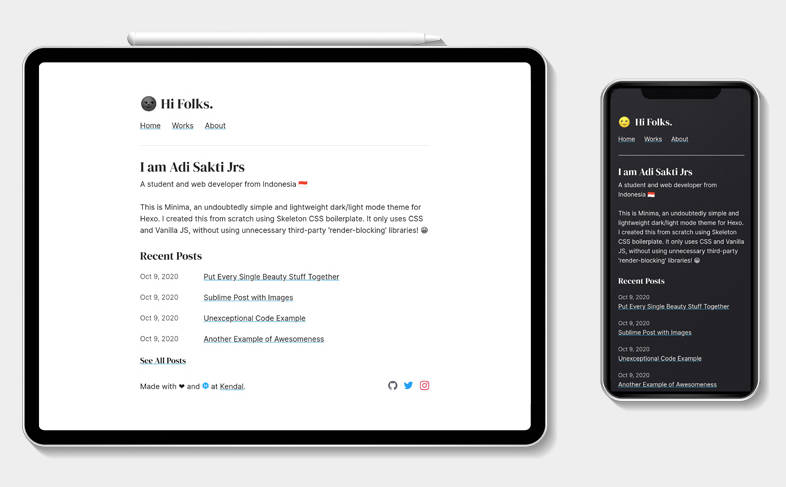 Hi Folks.
Home Works About
I am Adi Sakti Jrs
A student and web developer from Indonesia 🇮🇩
This is Minima, an undoubtedly simple and lightweight dark/light mode theme for
Hexo. I created this from scratch using Skeleton CSS boilerplate. It only uses CSS
and Vanilla JS, without using unnecessary third-party 'render-blocking' libraries! 😁
Recent Posts
Oct 9, 2020 Put Every Single Beauty Stuff Together
Oct 9, 2020 Sublime Post with Images
Oct 9, 2020 Unexceptional Code Example
Oct 9, 2020 Another Example of Awesomeness
See All Posts
Made with ❤ and at Kendal.
Hi Folks.
Home Works About
I am Adi Sakti Jrs
A student and web developer from
Indonesia 🇮🇩
This is Minima, an undoubtedly simple and
lightweight dark/light mode theme for Hexo.
I created this from scratch using Skeleton
CSS boilerplate. It only uses CSS and Vanilla
JS, without using unnecessary third-party
'render-blocking' libraries! 😁
Recent Posts
Oct 9, 2020
Put Every Single Beauty Stuff Together
Oct 9, 2020
Sublime Post with Images
Oct 9, 2020
Unexceptional Code Example
Oct 9, 2020
Another Example of Awesomeness